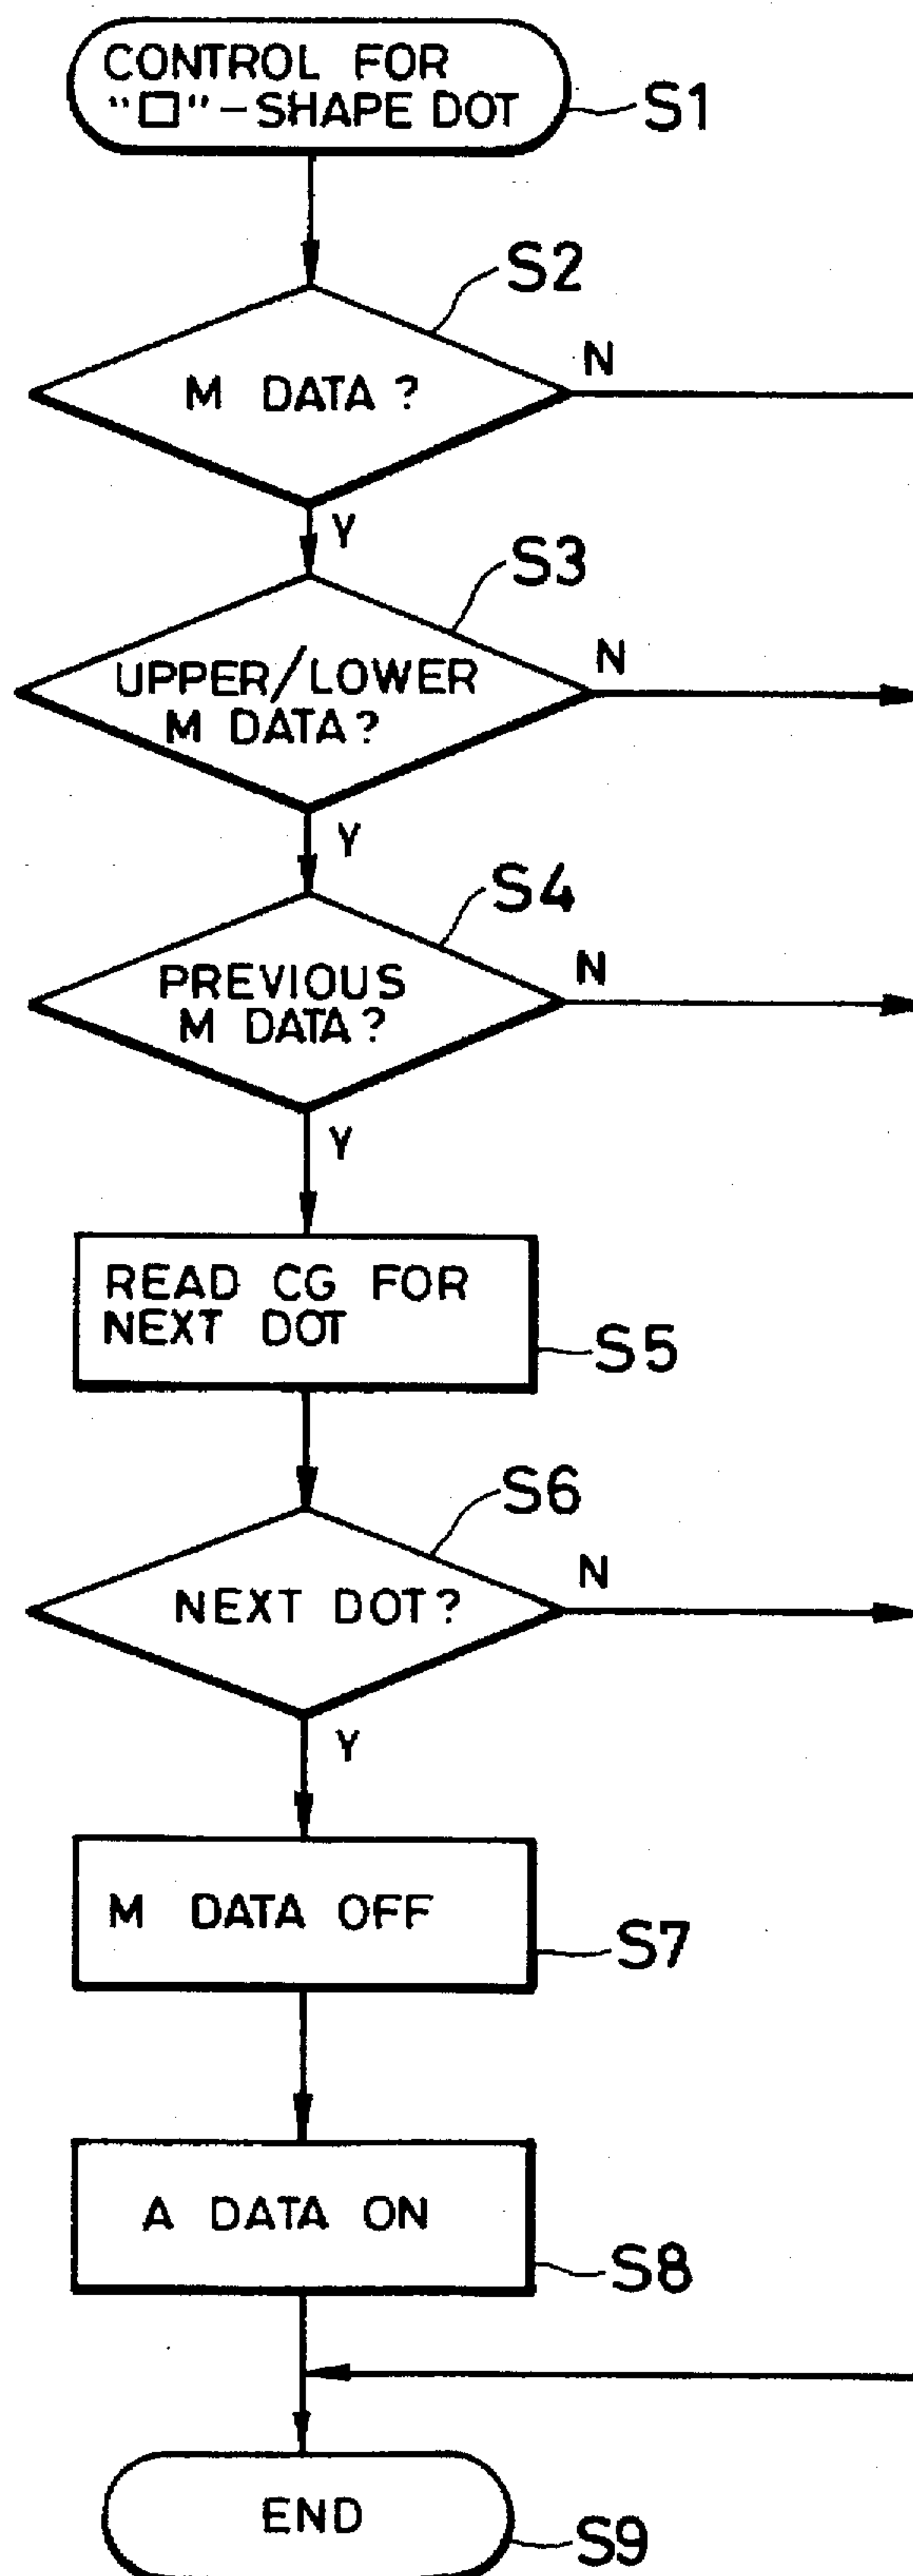 CONTROL FOR
"□"-SHAPE DOT
S1
S2
M DATA?
N
Y
S3
UPPER/LOWER
M DATA?
N
Y
S4
PREVIOUS
M DATA?
N
Y
READ CG FOR
NEXT DOT
S5
S6
NEXT DOT?
N
Y
M DATA OFF
S7
A DATA ON
S8
END
S9